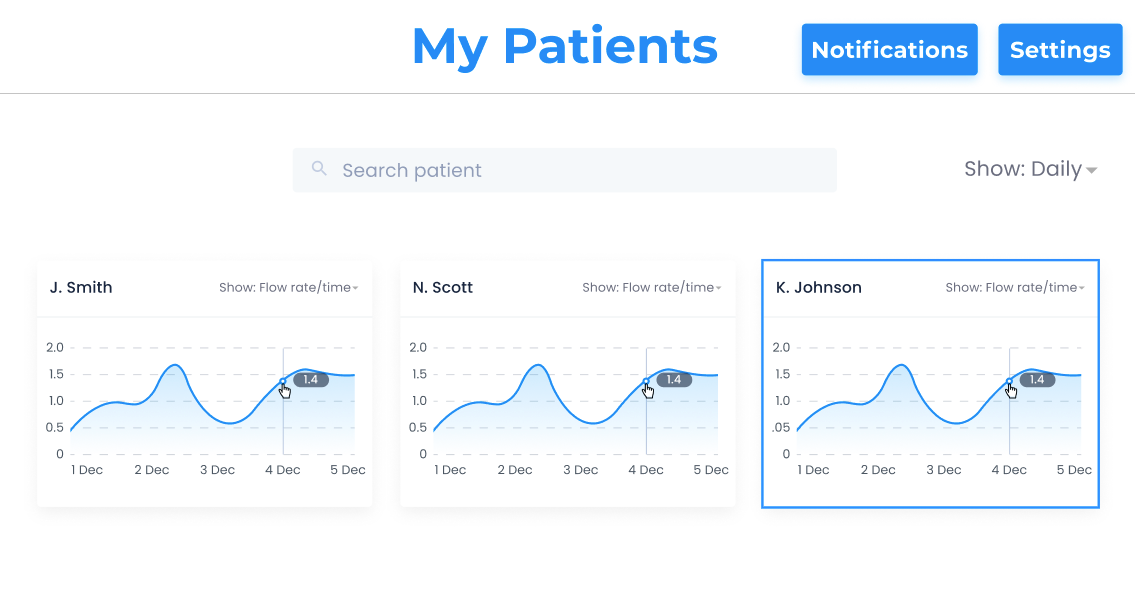 My Patients
Notifications
Settings
Search patient
Show: Daily
J. Smith
Show: Flow rate/time
2.0
1.5
1.4
1.0
0.5
0
1 Dec 2 Dec 3 Dec 4 Dec 5 Dec
N. Scott
Show: Flow rate/time
2.0
1.5
1.4
1.0
0.5
0
1 Dec 2 Dec 3 Dec 4 Dec 5 Dec
K. Johnson
Show: Flow rate/time
2.0
1.5
1.4
1.0
.05
0
1 Dec 2 Dec 3 Dec 4 Dec 5 Dec